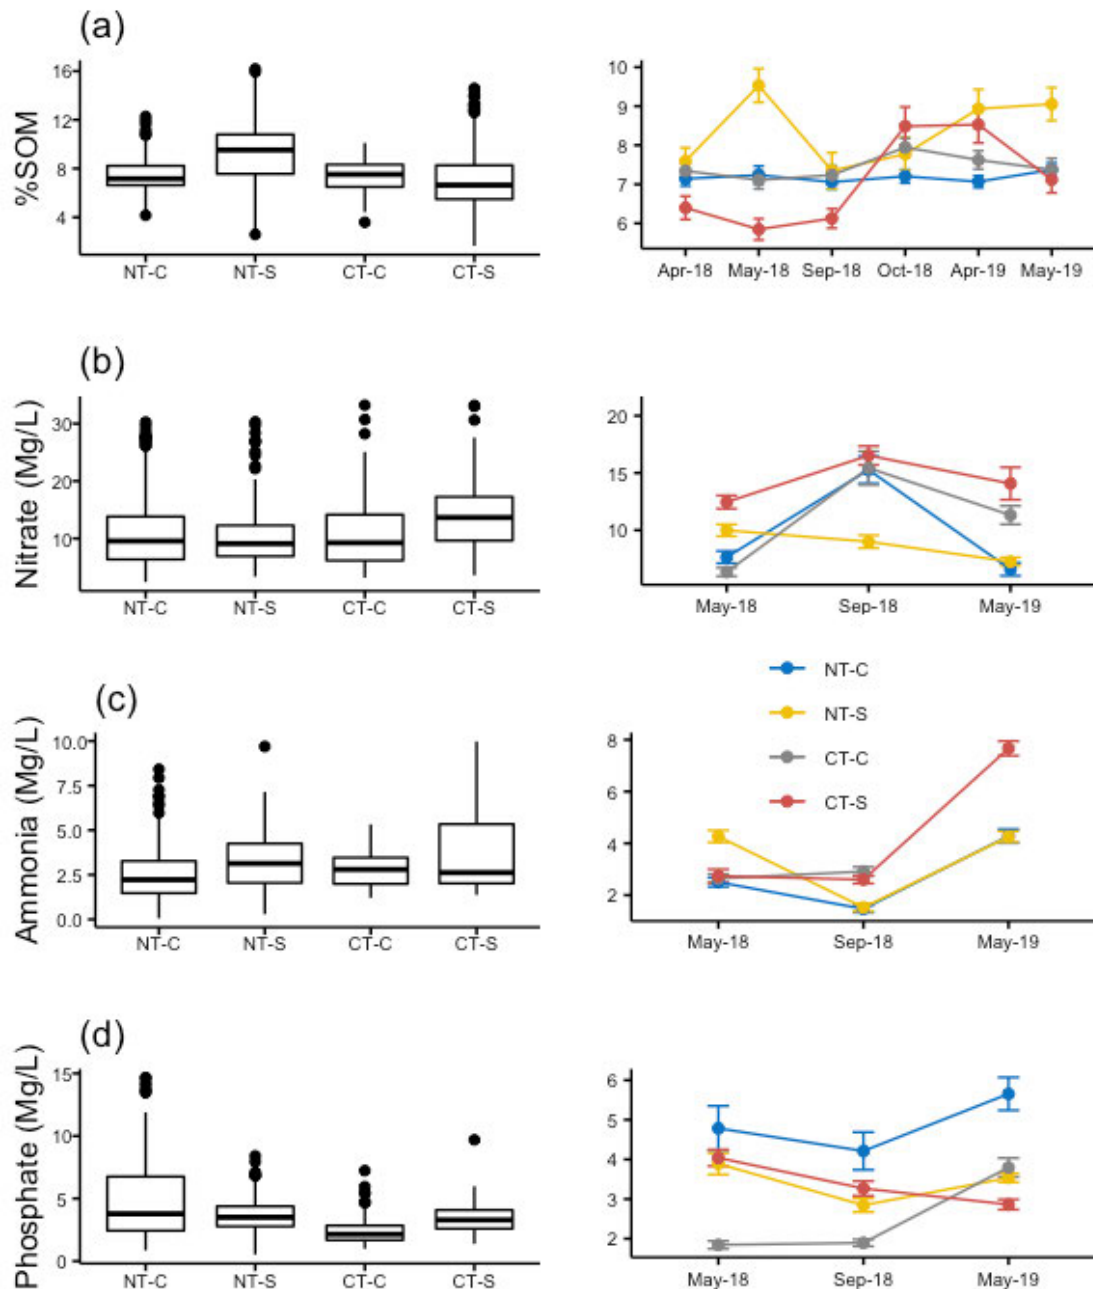 (a)
%SOM
16
12
8
4
NT-C NT-S CT-C CT-S
10
9
8
7
6
Apr-18 May-18 Sep-18 Oct-18 Apr-19 May-19
(b)
Nitrate (Mg/L)
30
20
10
NT-C NT-S CT-C CT-S
20
15
10
May-18 Sep-18 May-19
NT-C
NT-S
CT-C
CT-S
(c)
Ammonia (Mg/L)
10.0
7.5
5.0
2.5
0.0
NT-C NT-S CT-C CT-S
8
6
4
2
May-18 Sep-18 May-19
(d)
Phosphate (Mg/L)
15
10
5
0
NT-C NT-S CT-C CT-S
6
5
4
3
2
May-18 Sep-18 May-19